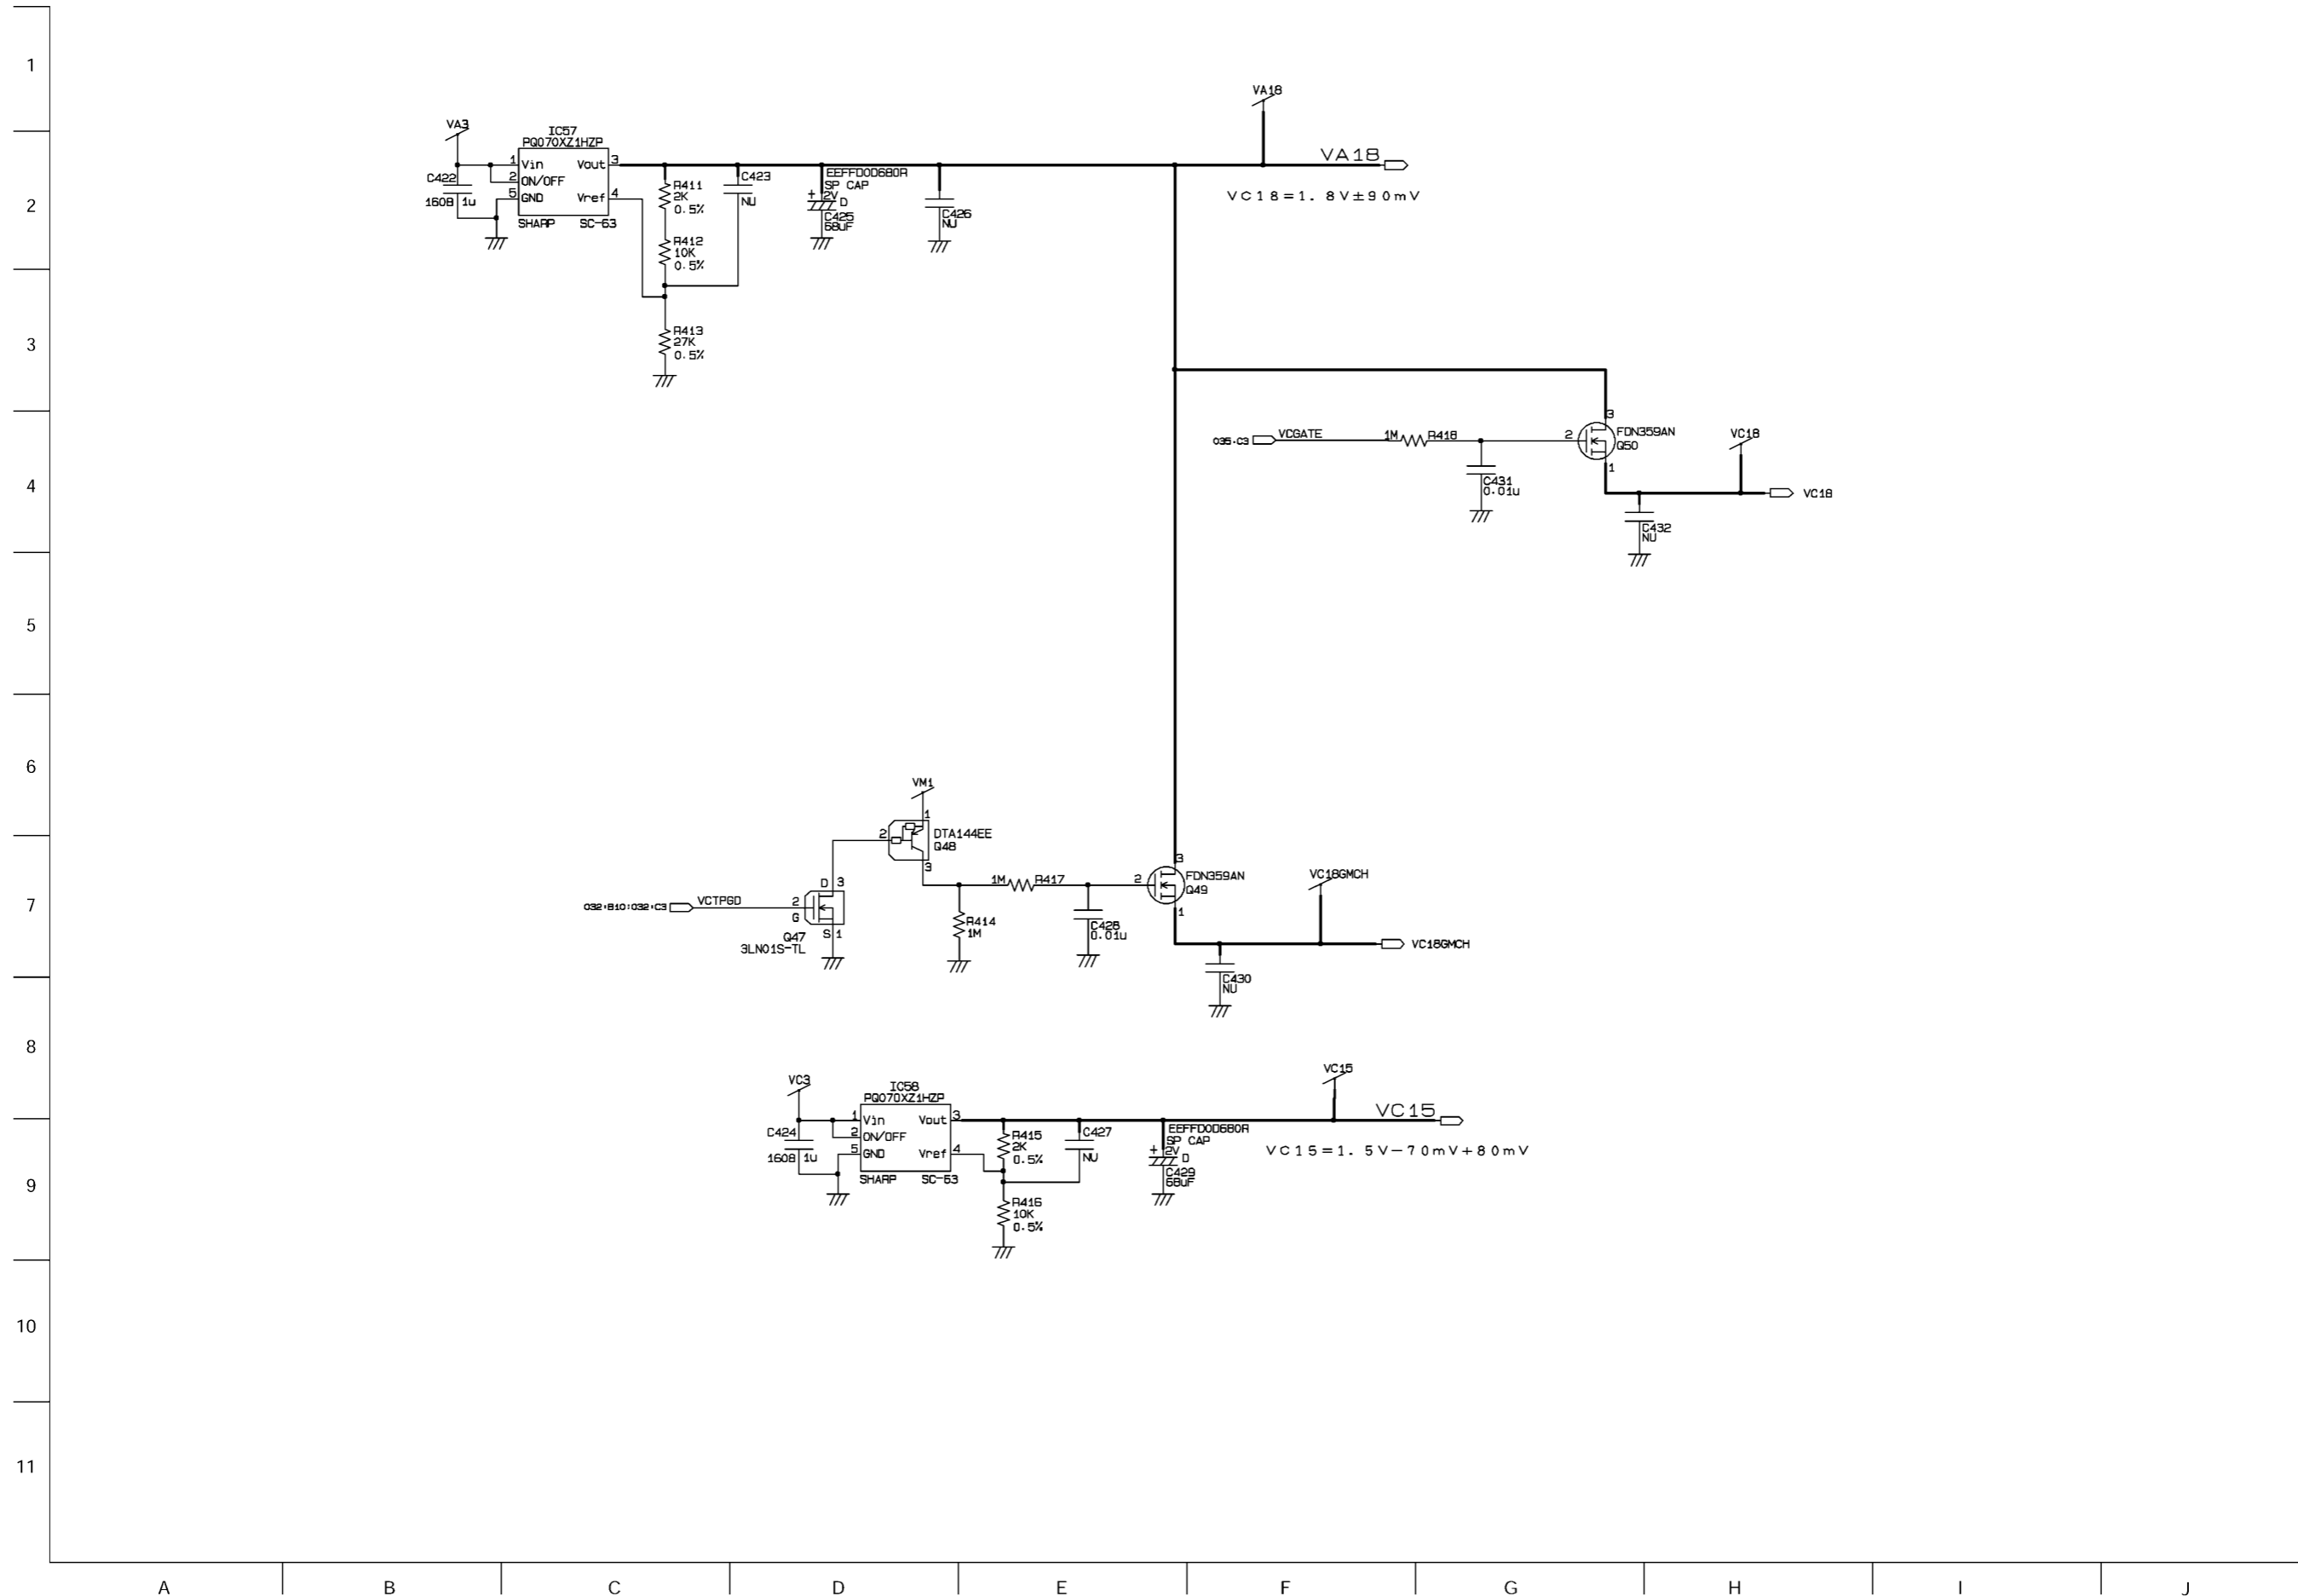 1
2
3
4
5
6
7
8
9
10
11
A
B
C
D
E
F
G
H
I
J
VA3
C422
1608 1u
IC57
PQ070XZ1HZP
1 Vin Vout 3
2 ON/OFF
5 GND Vref 4
SHARP SC-63
R411
2K
0.5%
R412
10K
0.5%
R413
27K
0.5%
C423
NU
EEFFD0D680R
SP CAP
+ 2V
D
C425
68uF
C426
NU
VA18
VA18
VC18=1.8V±90mV
035.C3 VCGATE
1M R418
C431
0.01u
3
2
1
FDN359AN
Q50
VC18
VC18
C432
NU
VM1
1
2
3
DTA144EE
Q48
VCTPGD
D 3
2
G
S 1
Q47
3LN01S-TL
R414
1M
1M R417
C428
0.01u
3
2
1
FDN359AN
Q49
VC18GMCH
VC18GMCH
C430
NU
VC3
C424
1608 1u
IC58
PQ070XZ1HZP
1 Vin Vout 3
2 ON/OFF
5 GND Vref 4
SHARP SC-63
R415
2K
0.5%
R416
10K
0.5%
C427
NU
EEFFD0D680R
SP CAP
+ 2V
D
C429
68uF
VC15
VC15
VC15=1.5V-70mV+80mV